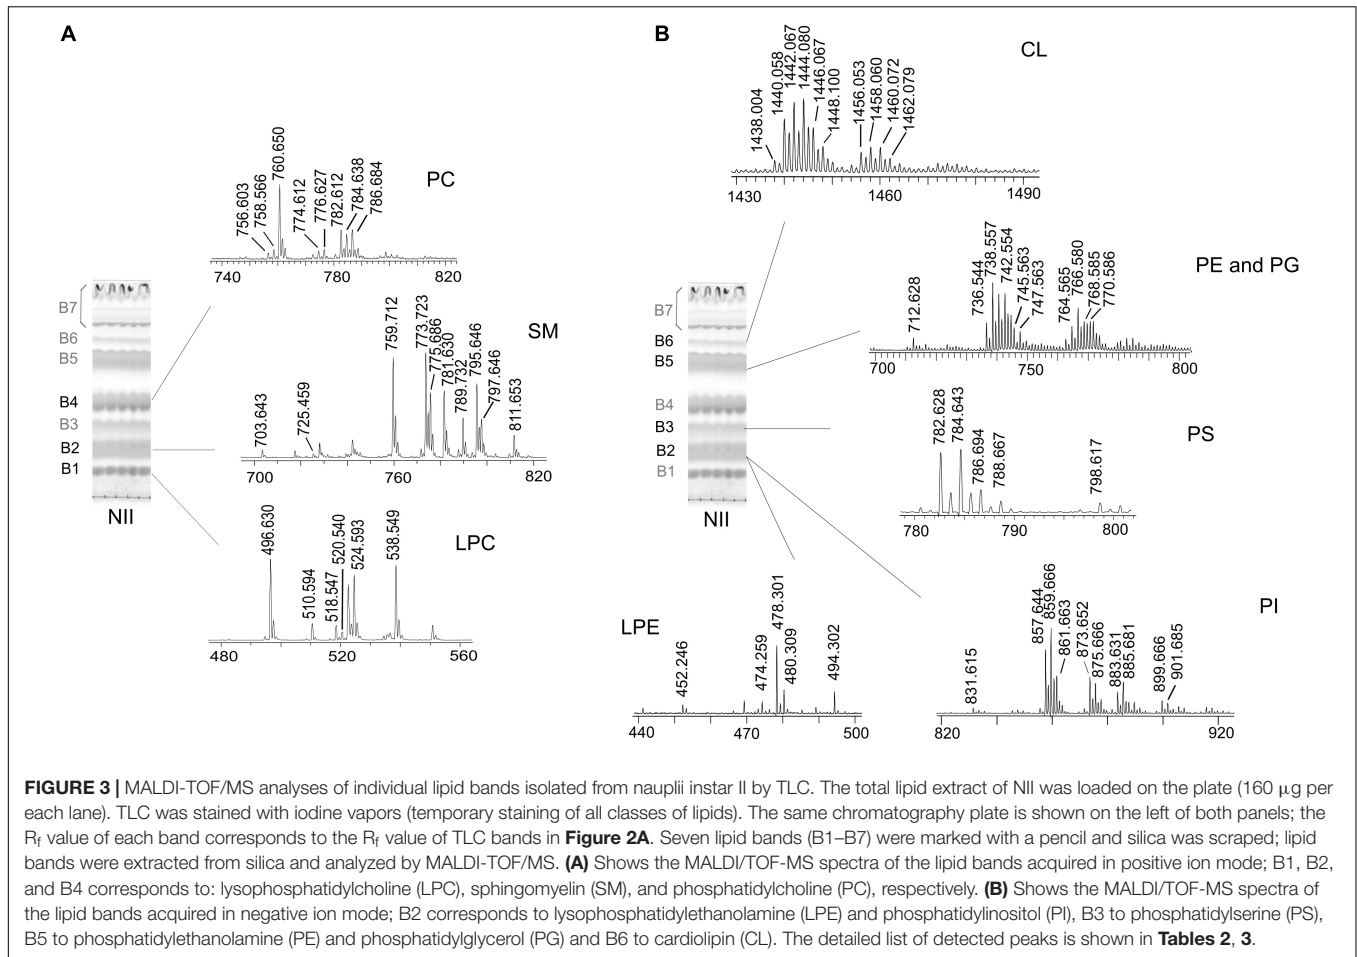 A
PC
756.603
758.566
760.650
774.612
776.627
782.612
784.638
786.684
740 780 820
B7
B6
B5
B4
B3
B2
B1
NII
SM
703.643
725.459
759.712
773.723
775.686
781.630
789.732
795.646
797.646
811.653
700 760 820
LPC
496.630
510.594
518.547
520.540
524.593
538.549
480 520 560
B
CL
1438.004
1440.058
1442.067
1444.080
1446.067
1448.100
1456.053
1458.060
1460.072
1462.079
1430 1460 1490
PE and PG
712.628
736.544
738.557
742.554
745.563
747.563
764.565
766.580
768.585
770.586
700 750 800
B7
B6
B5
B4
B3
B2
B1
NII
PS
782.628
784.643
786.694
788.667
798.617
780 790 800
LPE
452.246
474.259
478.301
480.309
494.302
440 470 500
PI
831.615
857.644
859.666
861.663
873.652
875.666
883.631
885.681
899.666
901.685
820 920
FIGURE 3 | MALDI-TOF/MS analyses of individual lipid bands isolated from nauplii instar II by TLC. The total lipid extract of NII was loaded on the plate (160 μg per
each lane). TLC was stained with iodine vapors (temporary staining of all classes of lipids). The same chromatography plate is shown on the left of both panels; the
Rf value of each band corresponds to the Rf value of TLC bands in Figure 2A. Seven lipid bands (B1–B7) were marked with a pencil and silica was scraped; lipid
bands were extracted from silica and analyzed by MALDI-TOF/MS. (A) Shows the MALDI/TOF-MS spectra of the lipid bands acquired in positive ion mode; B1, B2,
and B4 corresponds to: lysophosphatidylcholine (LPC), sphingomyelin (SM), and phosphatidylcholine (PC), respectively. (B) Shows the MALDI/TOF-MS spectra of
the lipid bands acquired in negative ion mode; B2 corresponds to lysophosphatidylethanolamine (LPE) and phosphatidylinositol (PI), B3 to phosphatidylserine (PS),
B5 to phosphatidylethanolamine (PE) and phosphatidylglycerol (PG) and B6 to cardiolipin (CL). The detailed list of detected peaks is shown in Tables 2, 3.